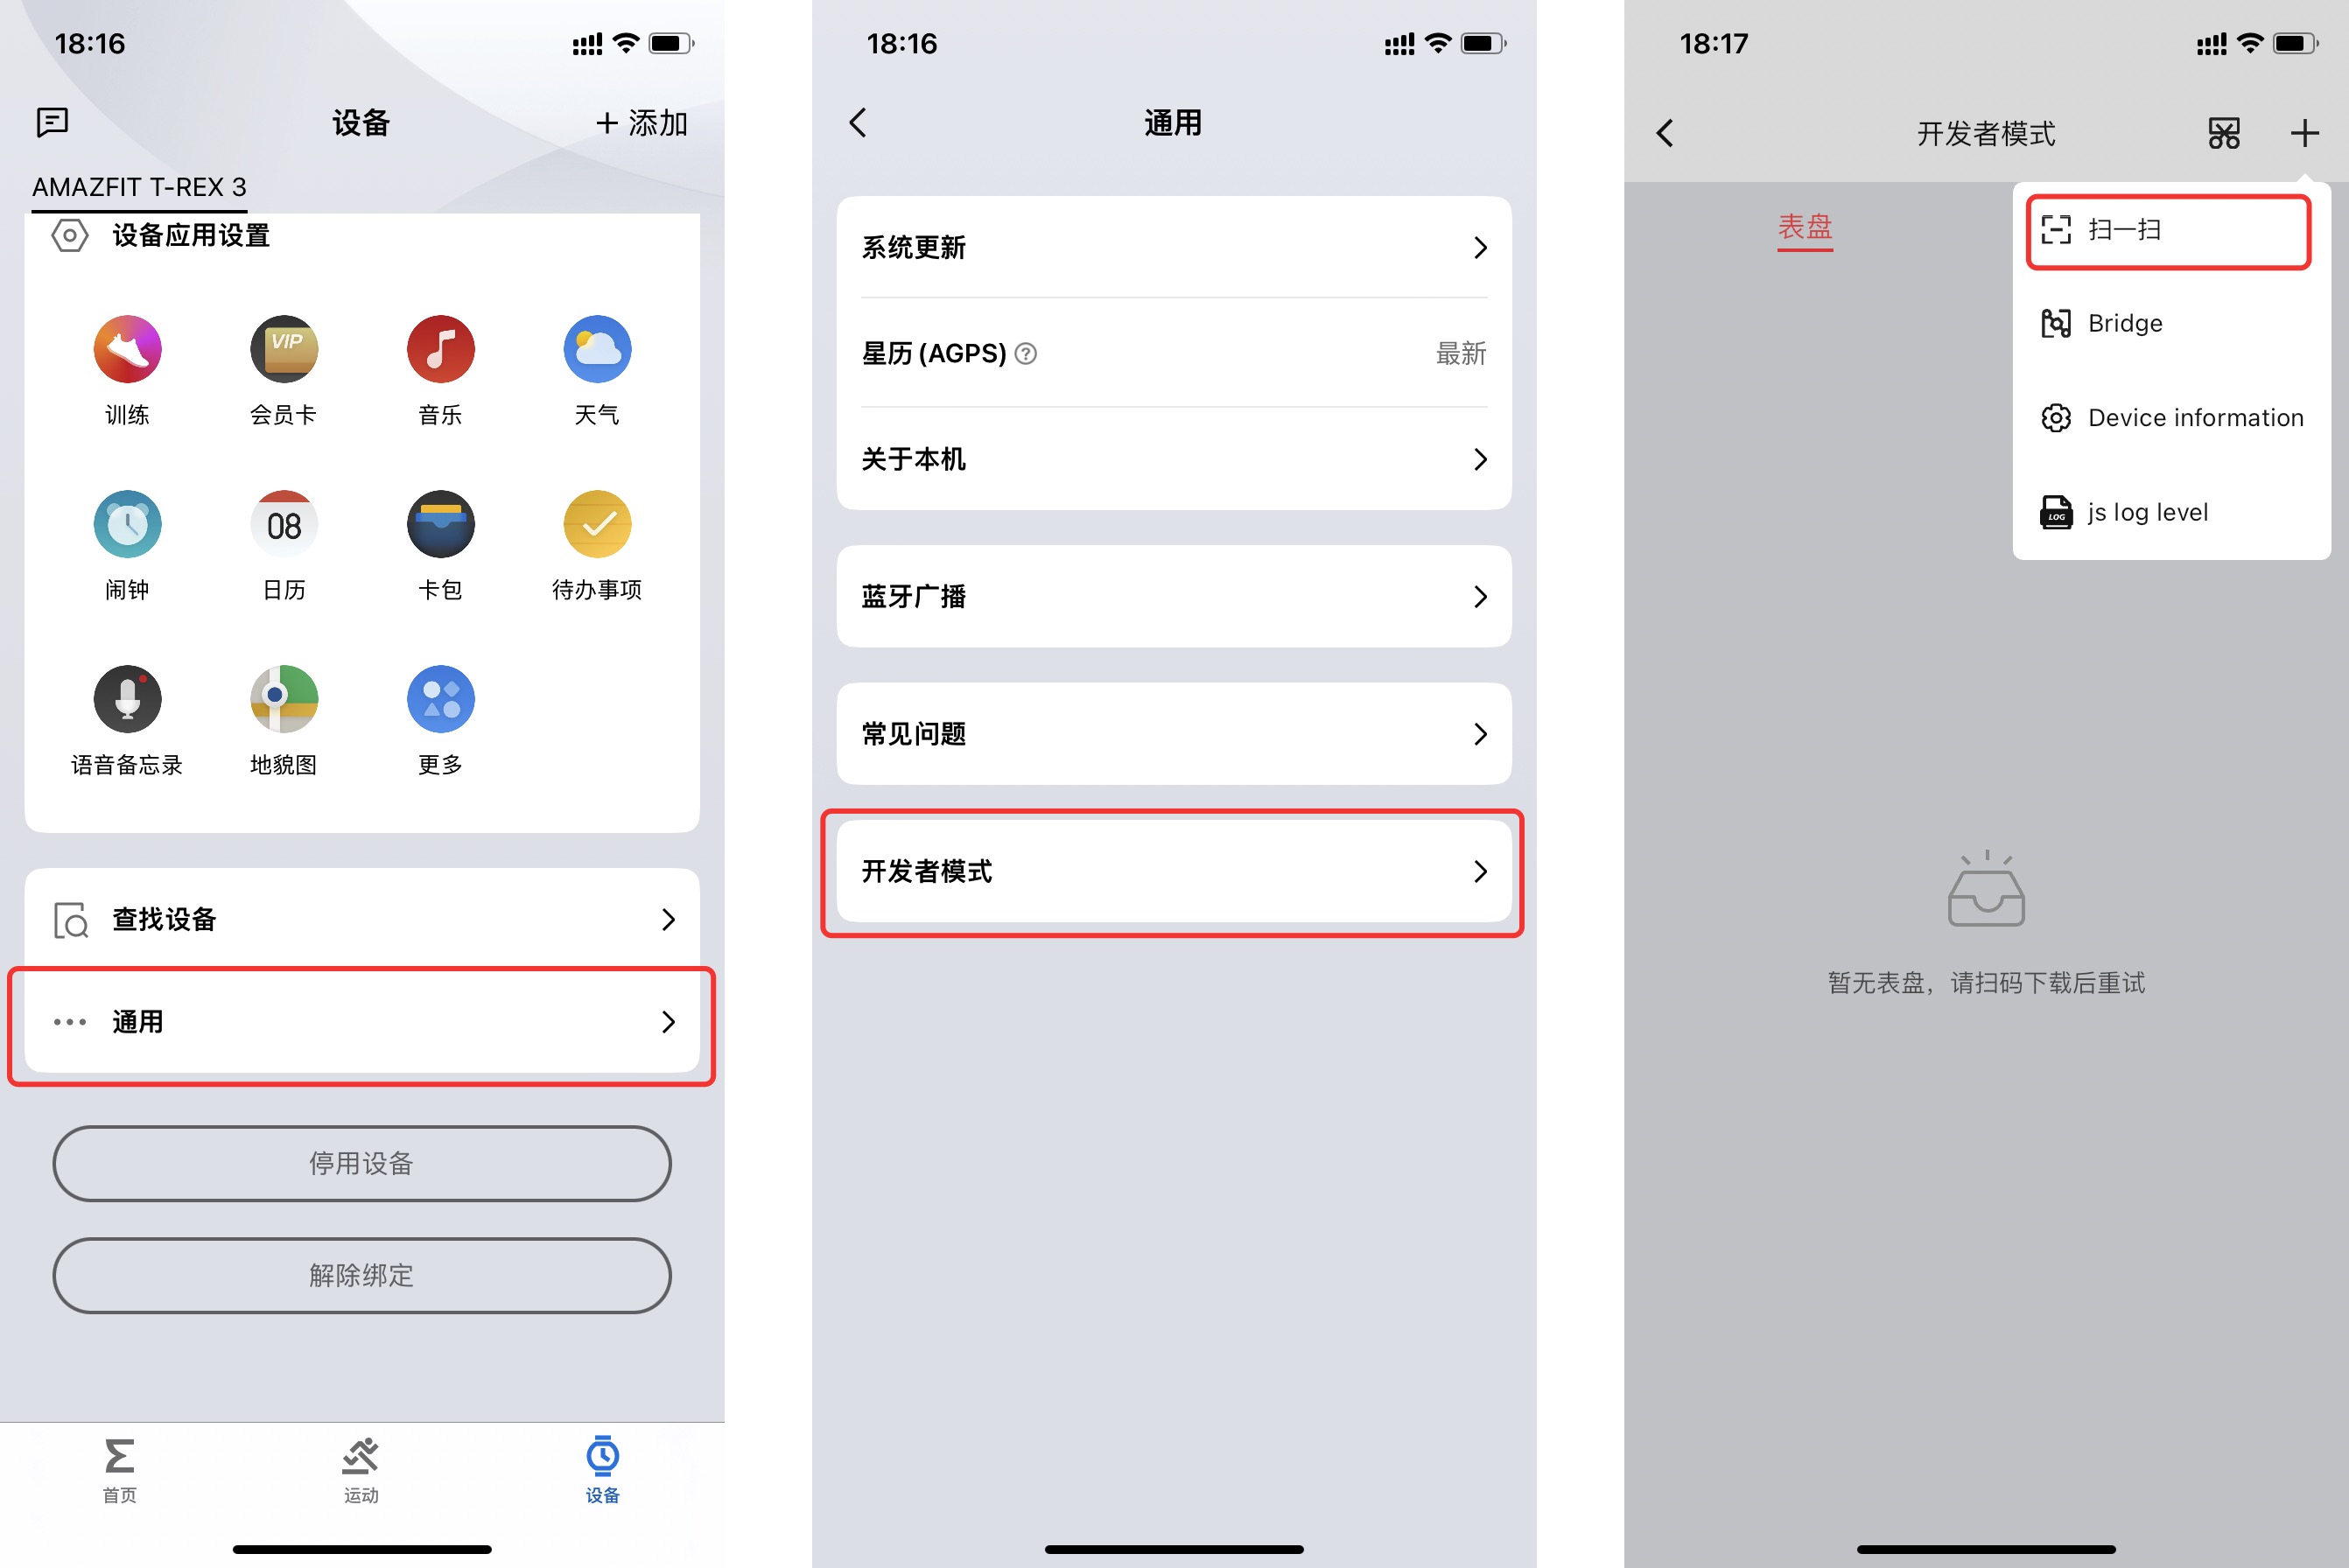 18:16
设备
添加
AMAZFIT T-REX 3
设备应用设置
VIP
训练
会员卡
音乐
天气
08
闹钟
日历
卡包
待办事项
语音备忘录
地貌图
更多
查找设备
通用
停用设备
解除绑定
首页
运动
设备
18:16
通用
系统更新
星历 (AGPS) ?
最新
关于本机
蓝牙广播
常见问题
开发者模式
18:17
开发者模式
表盘
扫一扫
Bridge
Device information
LOG
js log level
暂无表盘，请扫码下载后重试